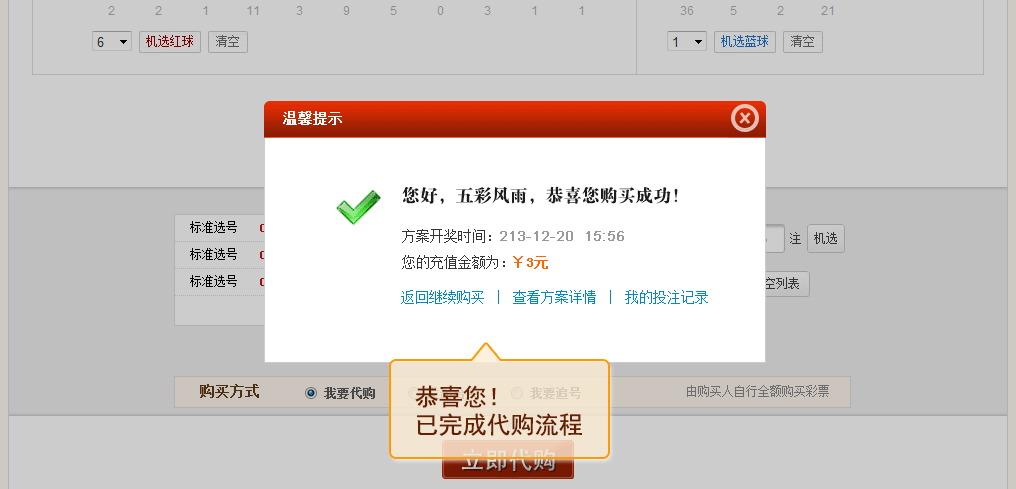 2 2 1 11 3 9 5 0 3 1 1 36 5 2 21
6 机选红球 清空 1 机选蓝球 清空
温馨提示
您好，五彩风雨，恭喜您购买成功！
标准选号
方案开奖时间：213-12-20 15:56
注 机选
标准选号
您的充值金额为：￥3元
标准选号
空列表
返回继续购买 | 查看方案详情 | 我的投注记录
购买方式 我要代购 我要追号 由购买人自行全额购买彩票
恭喜您！
已完成代购流程
立即代购